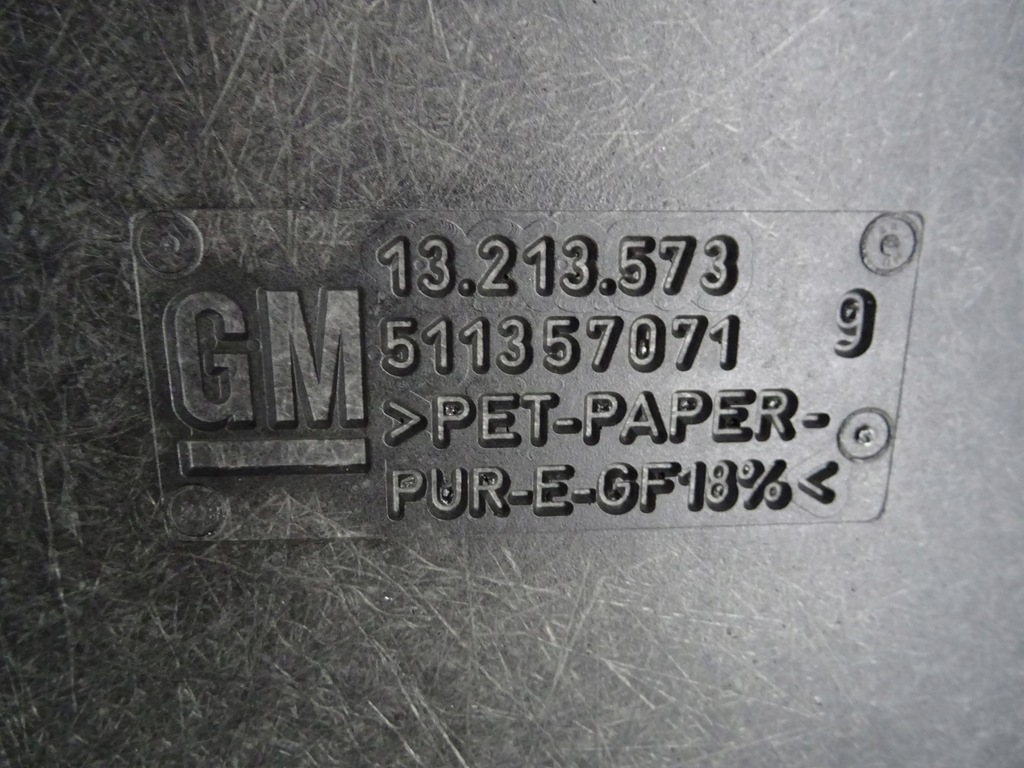 GM
13.213.573
511357071
9
>PET-PAPER-
PUR-E-GF18%<